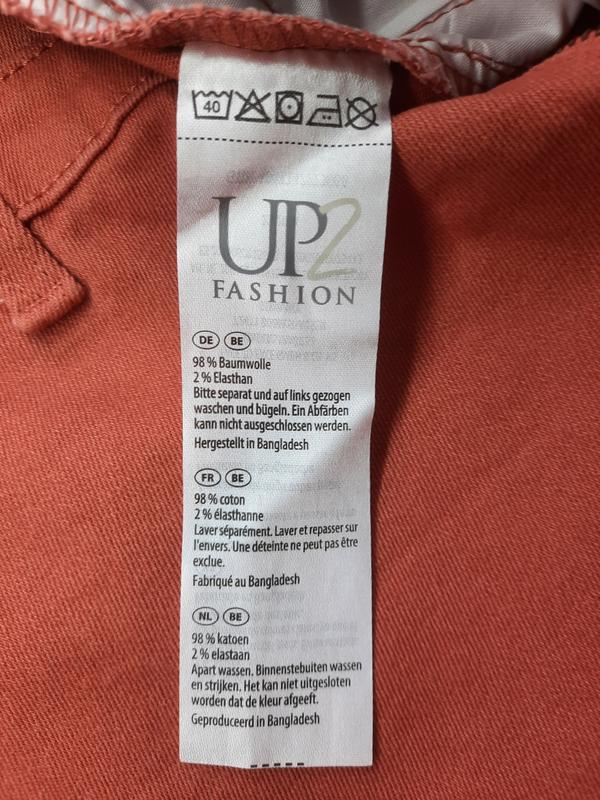 40
UP2
FASHION
DE BE
98 % Baumwolle
2 % Elasthan
Bitte separat und auf links gezogen
waschen und bügeln. Ein Abfärben
kann nicht ausgeschlossen werden.
Hergestellt in Bangladesh
FR BE
98 % coton
2 % élasthanne
Laver séparément. Laver et repasser sur
l'envers. Une déteinte ne peut pas être
exclue.
Fabriqué au Bangladesh
NL BE
98 % katoen
2 % elastaan
Apart wassen. Binnenstebuiten wassen
en strijken. Het kan niet uitgesloten
worden dat de kleur afgeeft.
Geproduceerd in Bangladesh